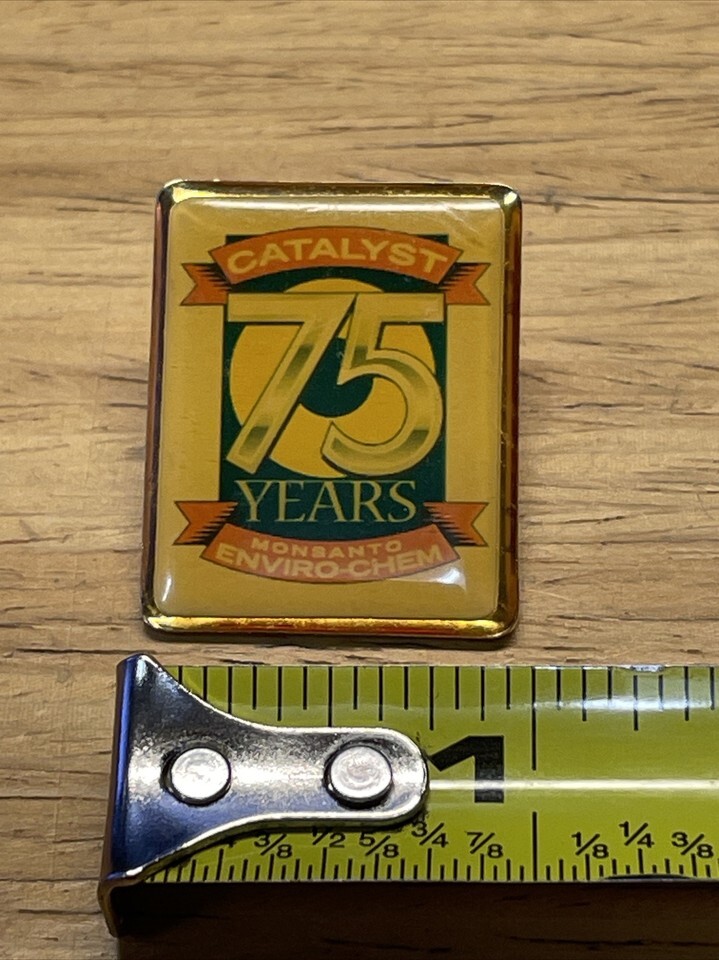 CATALYST
75
YEARS
MONSANTO
ENVIRO-CHEM
1
3/8 1/2 5/8 3/4 7/8 1/8 1/4 3/8